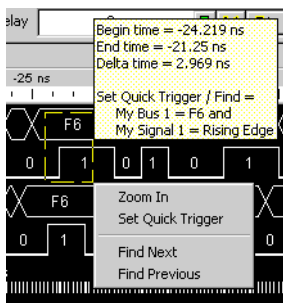 elay
Begin time = -24.219 ns
End time = -21.25 ns
Delta time = 2.969 ns
-25 ns
Set Quick Trigger / Find =
My Bus 1 = F6 and
My Signal 1 = Rising Edge
F6
0 1 0 1 0 1
F6
Zoom In
Set Quick Trigger
0 1 0
Find Next
Find Previous